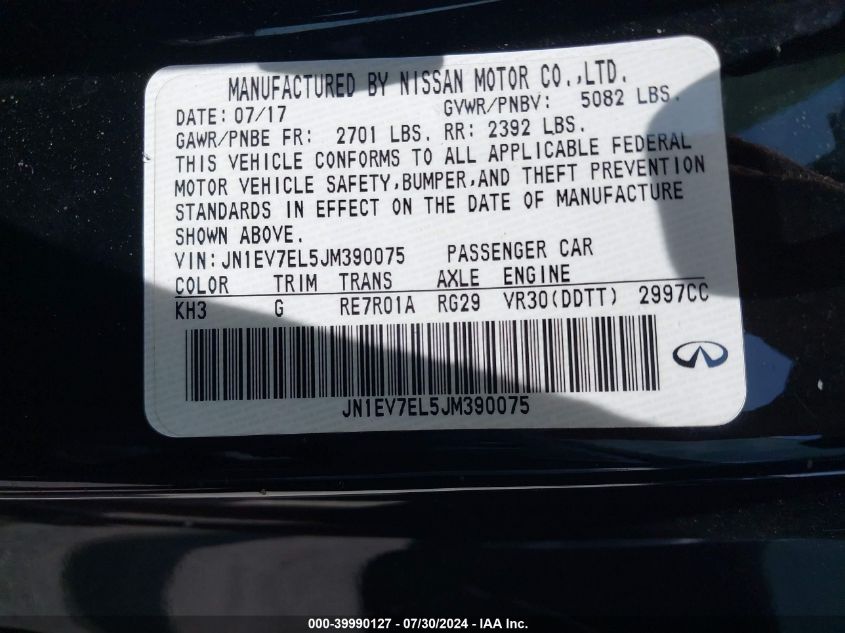 MANUFACTURED BY NISSAN MOTOR CO.,LTD.
DATE: 07/17 GVWR/PNBV: 5082 LBS.
GAWR/PNBE FR: 2701 LBS. RR: 2392 LBS.
THIS VEHICLE CONFORMS TO ALL APPLICABLE FEDERAL
MOTOR VEHICLE SAFETY,BUMPER,AND THEFT PREVENTION
STANDARDS IN EFFECT ON THE DATE OF MANUFACTURE
SHOWN ABOVE.
VIN:JN1EV7EL5JM390075 PASSENGER CAR
COLOR TRIM TRANS AXLE ENGINE
KH3 G RE7R01A RG29 VR30(DDTT) 2997CC
JN1EV7EL5JM390075
000-39990127 - 07/30/2024 - IAA Inc.